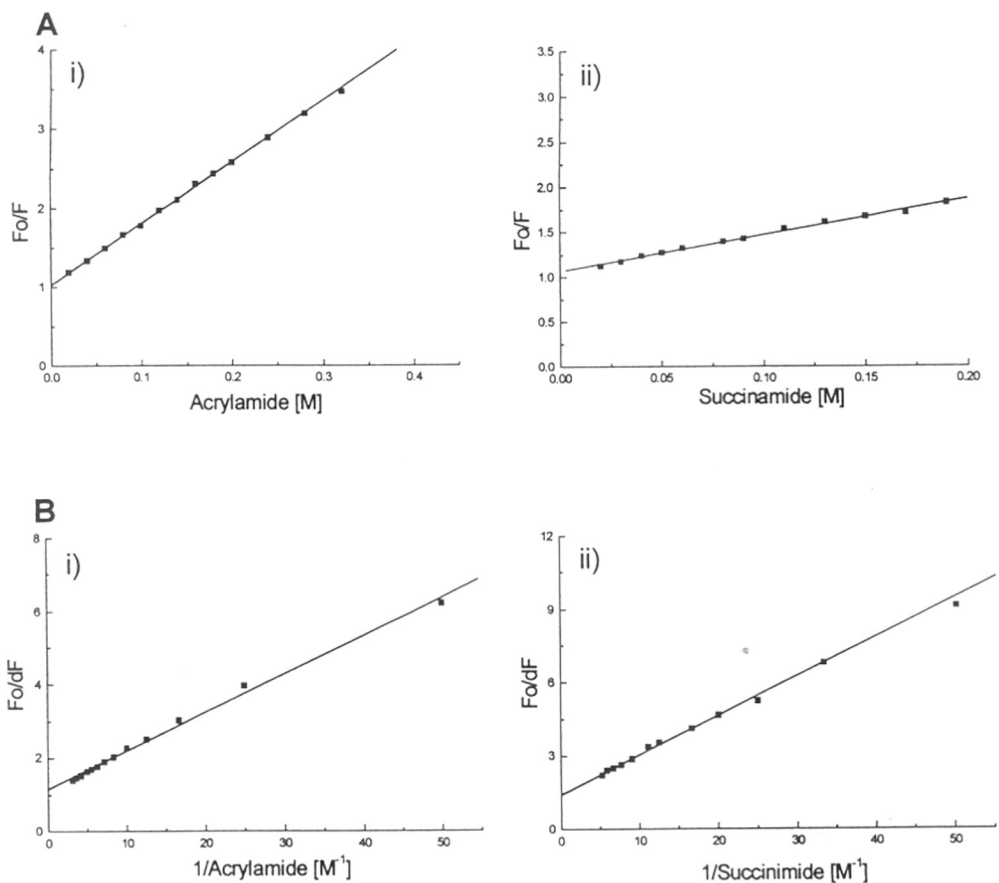 A
i)
4
3
2
1
0
Fo/F
0.0 0.1 0.2 0.3 0.4
Acrylamide [M]
ii)
3.5
3.0
2.5
2.0
1.5
1.0
0.5
0.0
Fo/F
0.00 0.05 0.10 0.15 0.20
Succinamide [M]
B
i)
8
6
4
2
0
Fo/dF
0 10 20 30 40 50
1/Acrylamide [M⁻¹]
ii)
12
9
6
3
0
Fo/dF
0 10 20 30 40 50
1/Succinimide [M⁻¹]